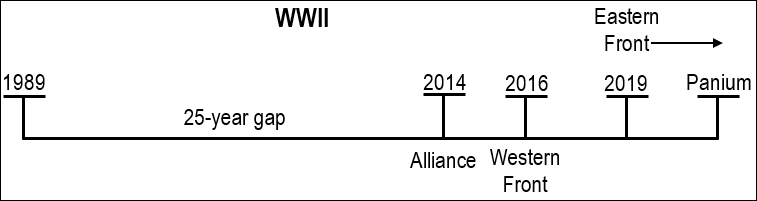 WWII
Eastern
Front
1989
2014
2016
2019
Panium
25-year gap
Alliance
Western
Front